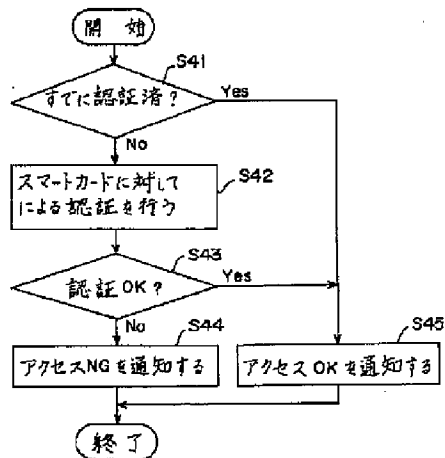 開始
S41
すでに認証済?
Yes
No
スマートカードに対して
による認証を行う
S42
S43
認証OK?
Yes
No
S44
アクセスNGを通知する
S45
アクセスOKを通知する
終了